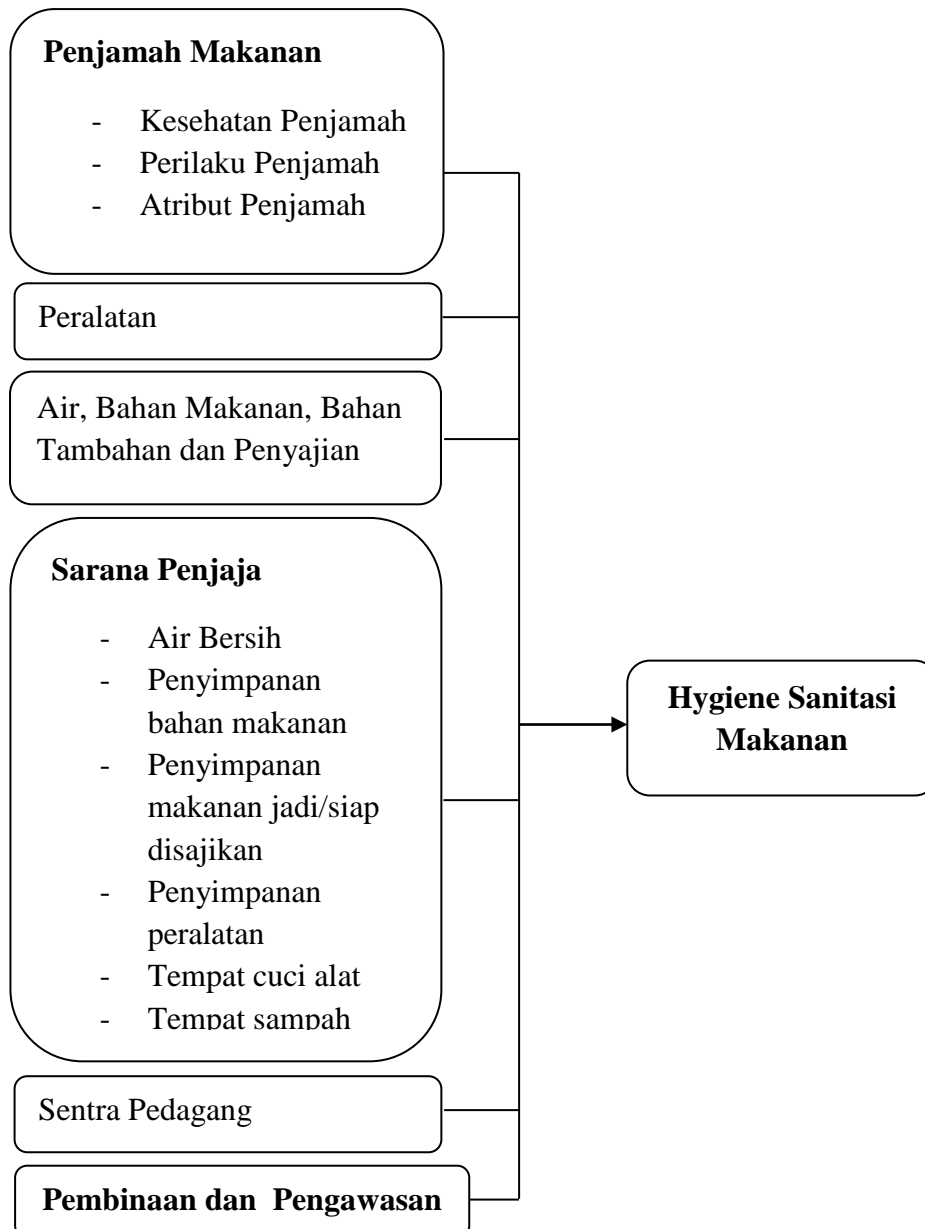 Penjamah Makanan
- Kesehatan Penjamah
- Perilaku Penjamah
- Atribut Penjamah
Peralatan
Air, Bahan Makanan, Bahan
Tambahan dan Penyajian
Sarana Penjaja
- Air Bersih
- Penyimpanan
bahan makanan
- Penyimpanan
makanan jadi/siap
disajikan
- Penyimpanan
peralatan
- Tempat cuci alat
- Tempat sampah
Sentra Pedagang
Pembinaan dan Pengawasan
Hygiene Sanitasi
Makanan